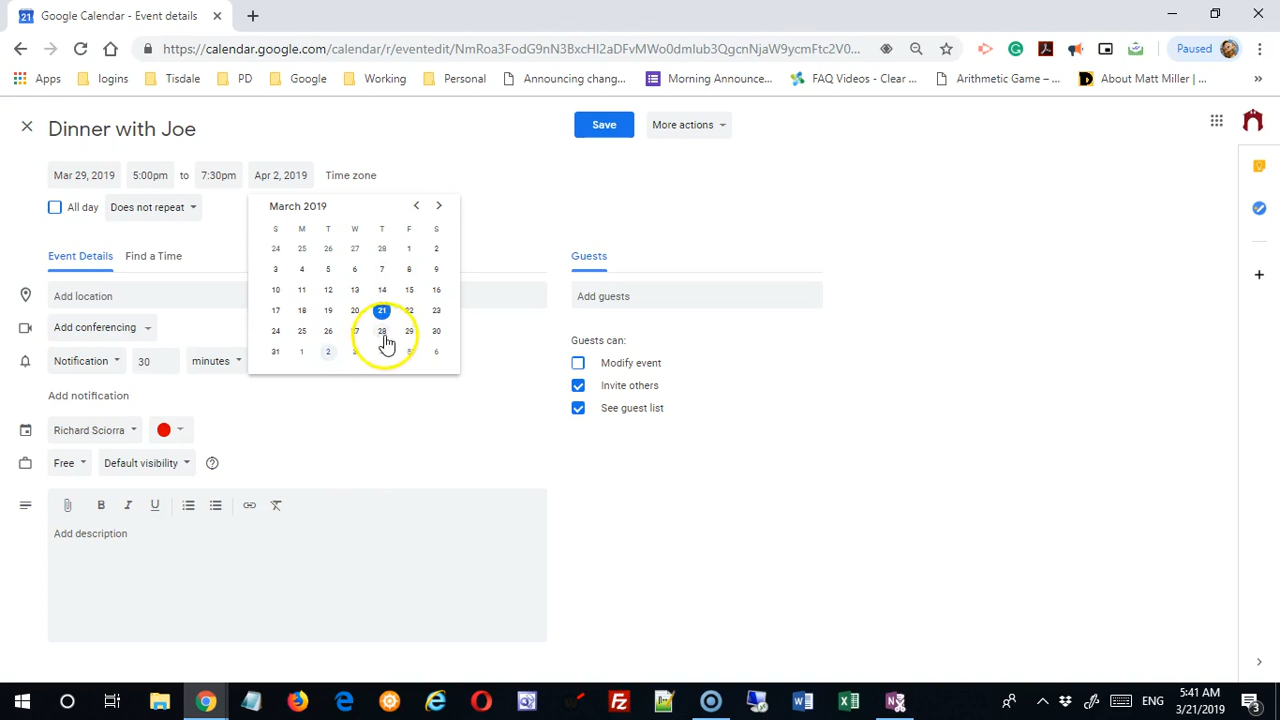 Google Calendar - Event details
https://calendar.google.com/calendar/r/eventedit/NmRoa3FodG9nN3BxcHI2aDFvMWo0dmlub3QgcmNjaW9ycmFtc2V0...
Paused
Apps
logins
Tisdale
PD
Google
Working
Personal
Announcing chang...
Morning Announce...
FAQ Videos - Clear ...
Arithmetic Game – ...
About Matt Miller | ...
Dinner with Joe
Save
More actions
Mar 29, 2019
5:00pm
to
7:30pm
Apr 2, 2019
Time zone
All day
Does not repeat
March 2019
S M T W T F S
24 25 26 27 28 1 2
3 4 5 6 7 8 9
10 11 12 13 14 15 16
17 18 19 20 21 22 23
24 25 26 27 28 29 30
31 1 2 3 5 6
Event Details
Find a Time
Guests
Add location
Add guests
Add conferencing
Notification
30
minutes
Guests can:
Modify event
Invite others
See guest list
Add notification
Richard Sciorra
Free
Default visibility
B I U
Add description
ENG
5:41 AM
3/21/2019
3